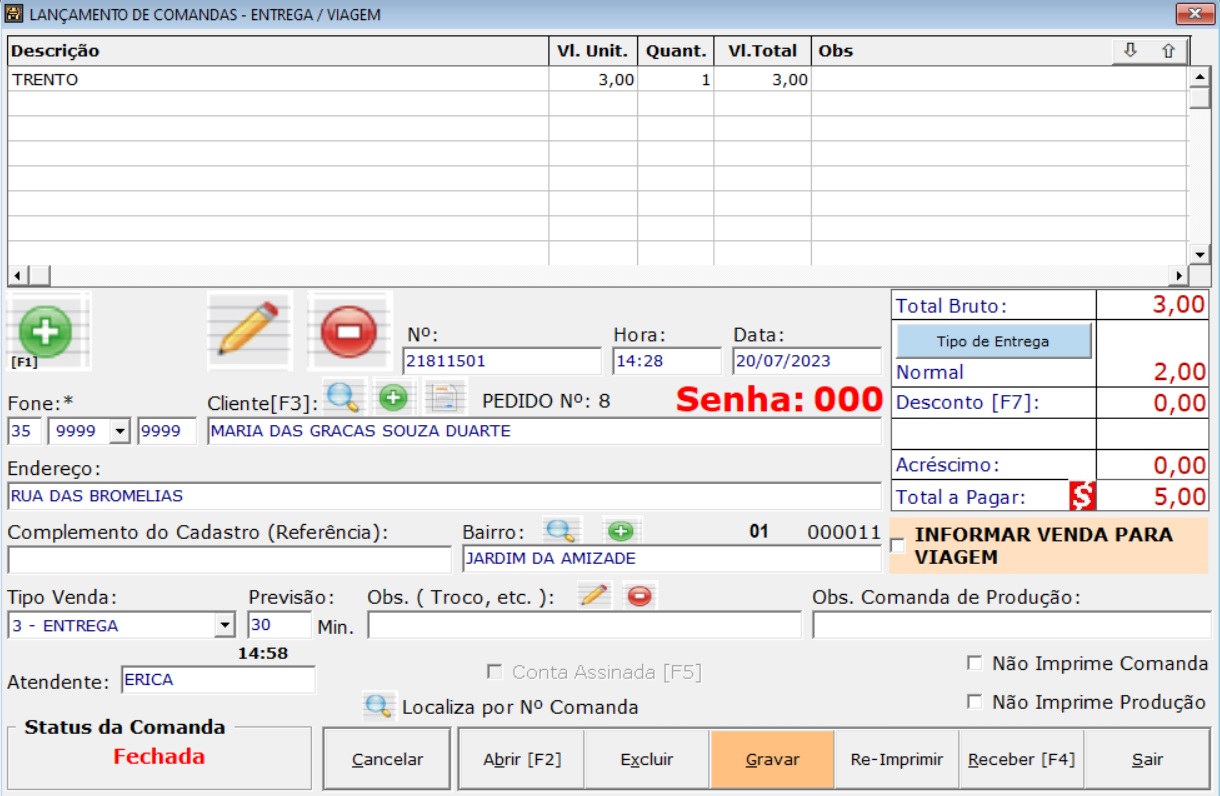 LANÇAMENTO DE COMANDAS - ENTREGA / VIAGEM
Descrição Vl. Unit. Quant. Vl.Total Obs
TRENTO 3,00 1 3,00
[F1]
Nº: Hora: Data:
21811501 14:28 20/07/2023
Total Bruto: 3,00
Tipo de Entrega
Normal 2,00
Desconto [F7]: 0,00
Acréscimo: 0,00
Total a Pagar: $ 5,00
Fone:* Cliente[F3]: PEDIDO Nº: 8 Senha: 000
35 9999 9999 MARIA DAS GRACAS SOUZA DUARTE
Endereço:
RUA DAS BROMELIAS
Complemento do Cadastro (Referência): Bairro: 01 000011
JARDIM DA AMIZADE
INFORMAR VENDA PARA
VIAGEM
Tipo Venda: Previsão: Obs. ( Troco, etc. ): Obs. Comanda de Produção:
3 - ENTREGA 30 Min.
14:58
Atendente: ERICA
Conta Assinada [F5]
Não Imprime Comanda
Localiza por Nº Comanda
Não Imprime Produção
Status da Comanda
Fechada
Cancelar Abrir [F2] Excluir Gravar Re-Imprimir Receber [F4] Sair